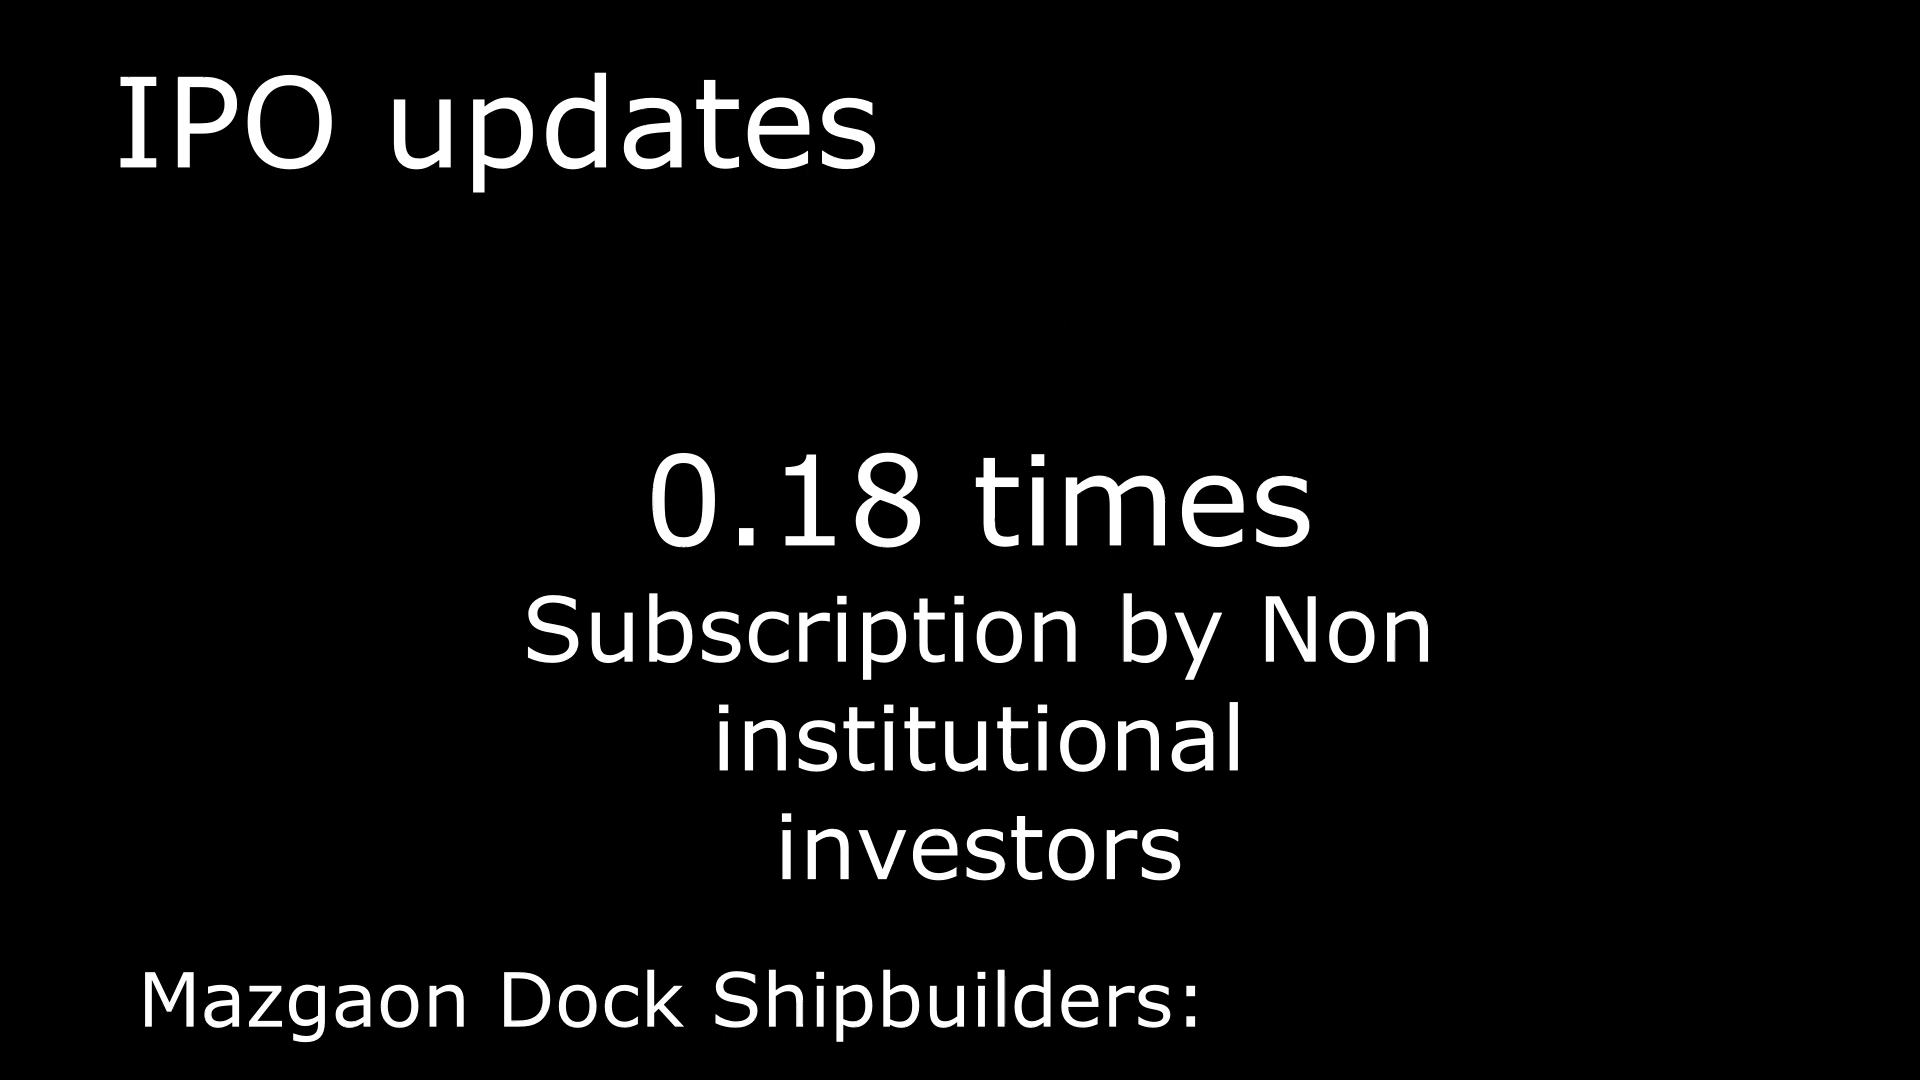 IPO updates
0.18 times
Subscription by Non
institutional
investors
Mazgaon Dock Shipbuilders: